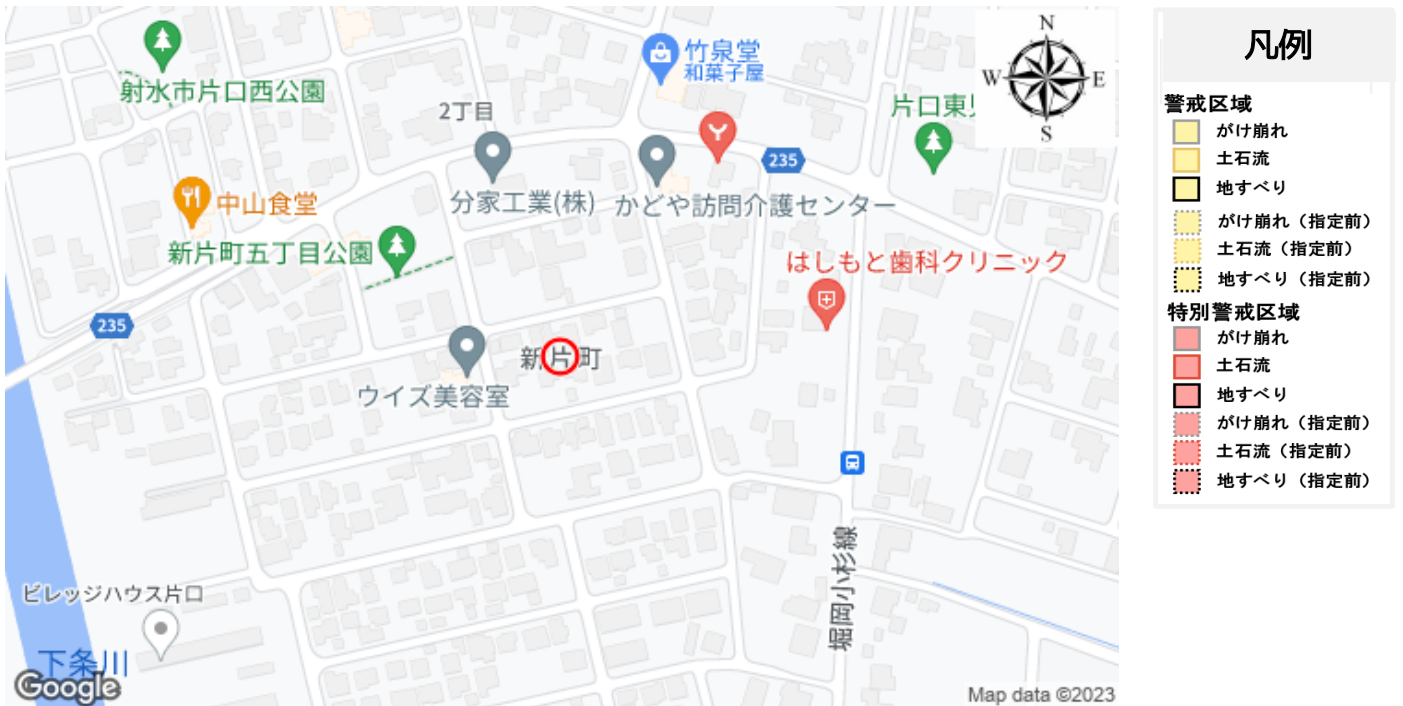 竹泉堂
和菓子屋
射水市片口西公園
2丁目
片口東
235
中山食堂
分家工業(株)
かどや訪問介護センター
新片町五丁目公園
はしもと歯科クリニック
235
新片町
ウイズ美容室
堀岡小杉線
ビレッジハウス片口
下条川
Google
Map data ©2023
N
W
E
S
凡例
警戒区域
がけ崩れ
土石流
地すべり
がけ崩れ（指定前）
土石流（指定前）
地すべり（指定前）
特別警戒区域
がけ崩れ
土石流
地すべり
がけ崩れ（指定前）
土石流（指定前）
地すべり（指定前）